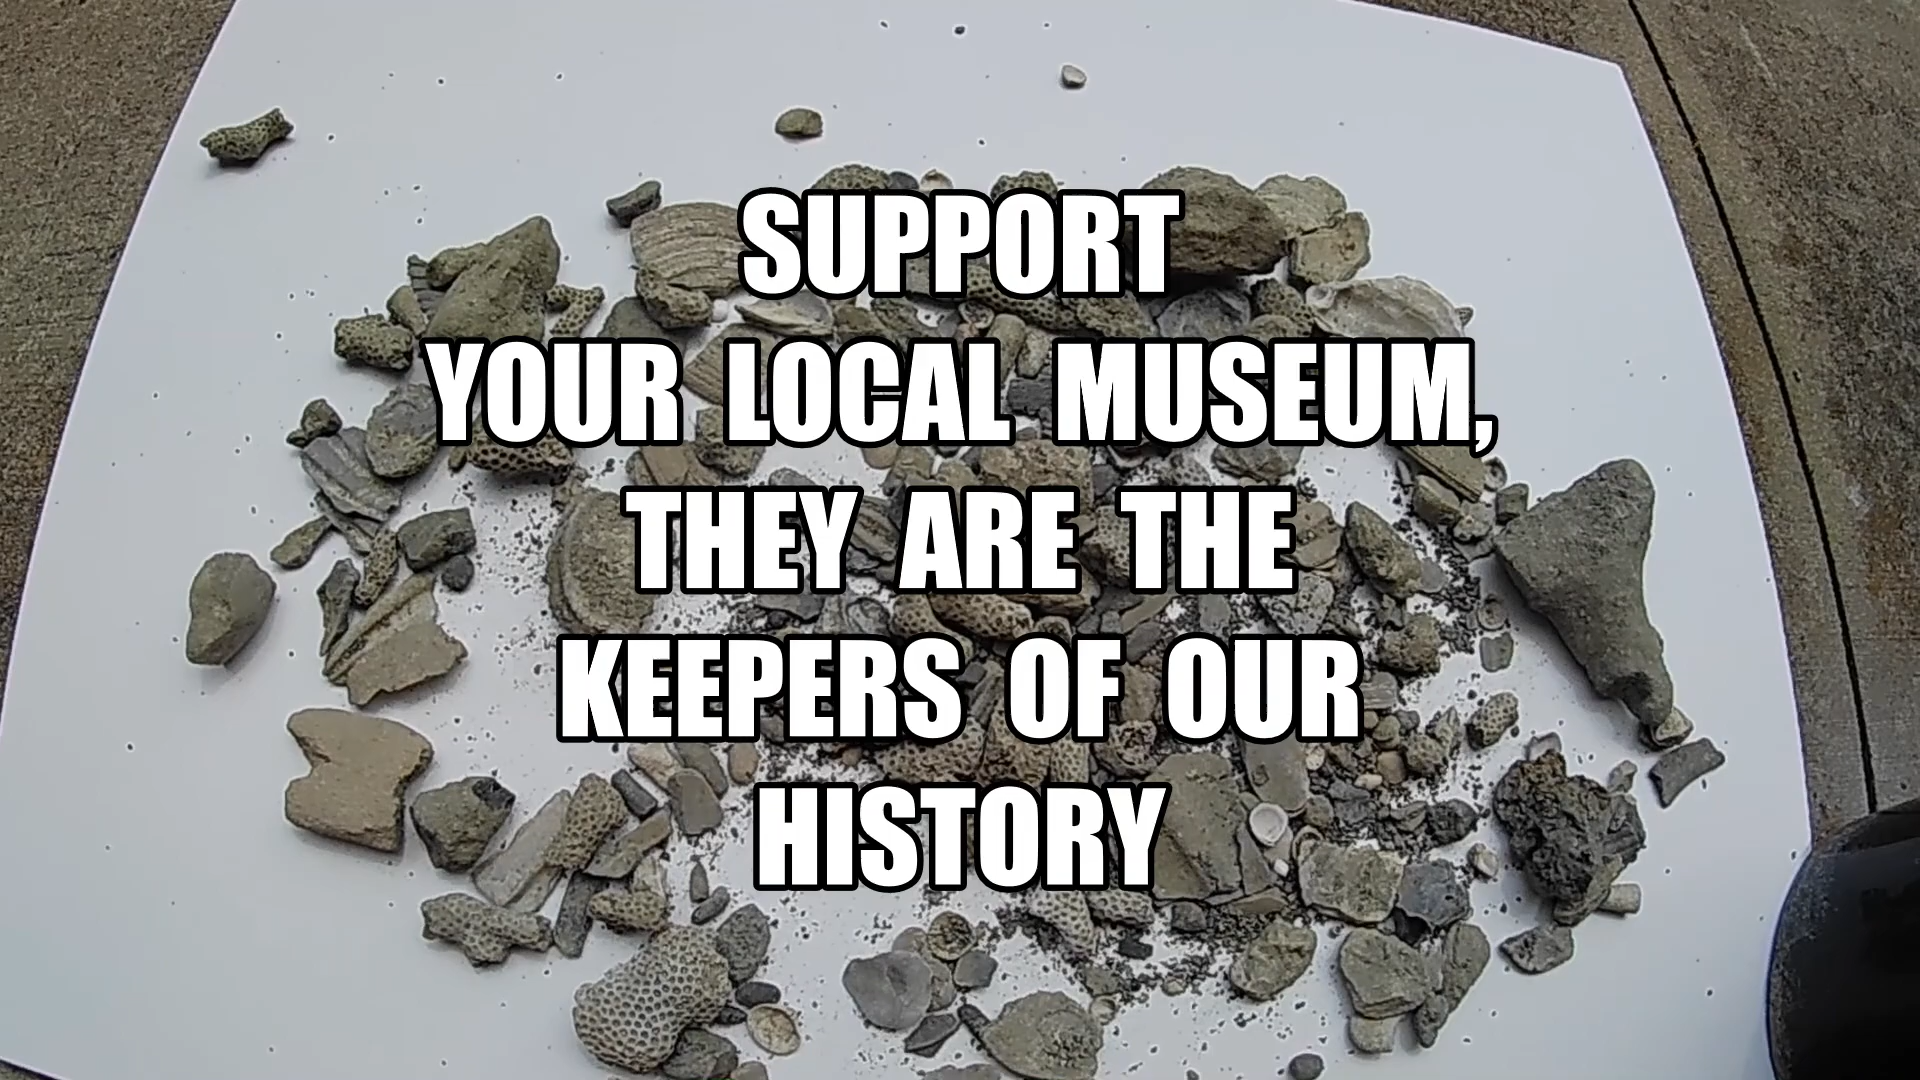 SUPPORT
YOUR LOCAL MUSEUM,
THEY ARE THE
KEEPERS OF OUR
HISTORY